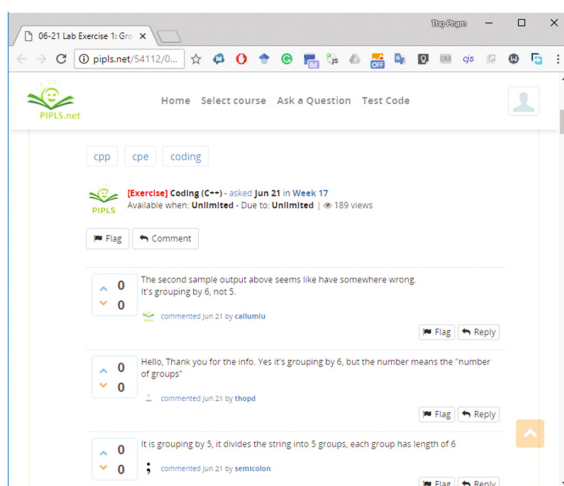 Tho Pham
06-21 Lab Exercise 1: Gro
pipls.net/54112/0...
PIPLS.net
Home Select course Ask a Question Test Code
cpp cpe coding
PIPLS
[Exercise] Coding (C++) - asked Jun 21 in Week 17
Available when: Unlimited - Due to: Unlimited | 189 views
Flag Comment
0
0
The second sample output above seems like have somewhere wrong.
It's grouping by 6, not 5.
commented Jun 21 by callumlu
Flag Reply
0
0
Hello, Thank you for the info. Yes it's grouping by 6, but the number means the "number
of groups"
commented Jun 21 by thopd
Flag Reply
0
0
It is grouping by 5, it divides the string into 5 groups, each group has length of 6
;
commented Jun 21 by semicolon
Flag Reply